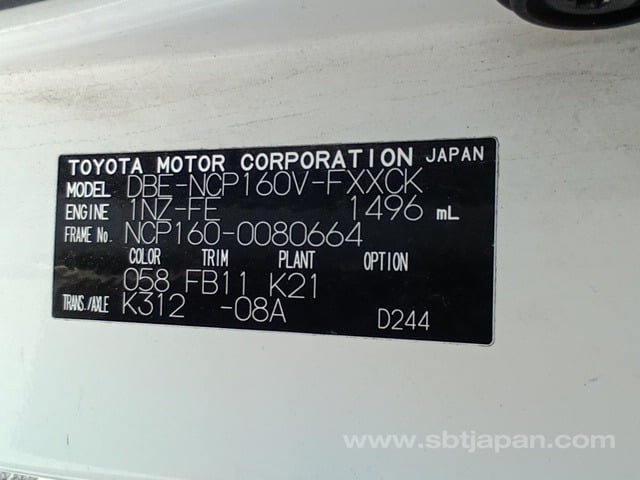 TOYOTA MOTOR CORPORATION JAPAN
MODEL DBE-NCP160V-FXXCK
ENGINE 1NZ-FE 1496 mL
FRAME No. NCP160-0080664
COLOR TRIM PLANT OPTION
058 FB11 K21
TRANS./AXLE K312 -08A
D244
www.sbtjapan.com